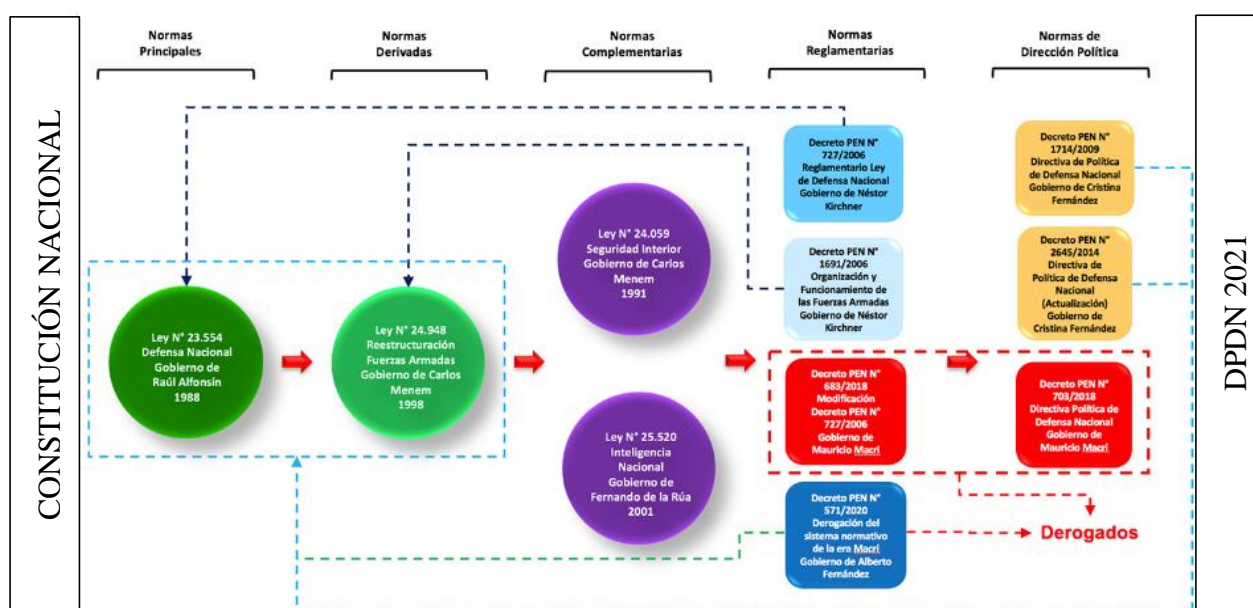 CONSTITUCIÓN NACIONAL
Normas
Principales
Normas
Derivadas
Normas
Complementarias
Normas
Reglamentarias
Normas de
Dirección Política
Ley N° 23.554
Defensa Nacional
Gobierno de
Raúl Alfonsín
1988
Ley N° 24.948
Reestructuración
Fuerzas Armadas
Gobierno de Carlos
Menem
1998
Ley N° 24.059
Seguridad Interior
Gobierno de Carlos
Menem
1991
Ley N° 25.520
Inteligencia
Nacional
Gobierno de
Fernando de la Rúa
2001
Decreto PEN N°
727/2006
Reglamentario Ley
de Defensa Nacional
Gobierno de Néstor
Kirchner
Decreto PEN N°
1691/2006
Organización y
Funcionamiento de
las Fuerzas Armadas
Gobierno de Néstor
Kirchner
Decreto PEN N°
683/2018
Modificación
Decreto PEN N°
727/2006
Gobierno de
Mauricio Macri
Decreto PEN N°
571/2020
Derogación del
sistema normativo
de la era Macri
Gobierno de Alberto
Fernández
Decreto PEN N°
1714/2009
Directiva de Política
de Defensa Nacional
Gobierno de Cristina
Fernández
Decreto PEN N°
2645/2014
Directiva de
Política de Defensa
Nacional
(Actualización)
Gobierno de
Cristina Fernández
Decreto PEN N°
703/2018
Directiva Política de
Defensa Nacional
Gobierno de
Mauricio Macri
Derogados
DPDN 2021